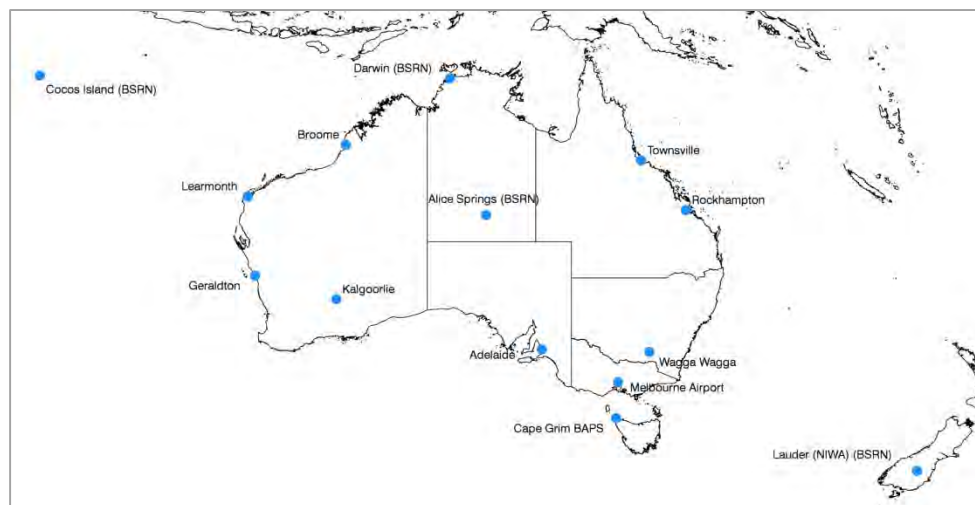 Darwin (BSRN)
Cocos Island (BSRN)
Broome
Townsville
Learmonth
Alice Springs (BSRN)
Rockhampton
Geraldton
Kalgoorlie
Adelaide
Wagga Wagga
Melbourne Airport
Cape Grim BAPS
Lauder (NIWA) (BSRN)